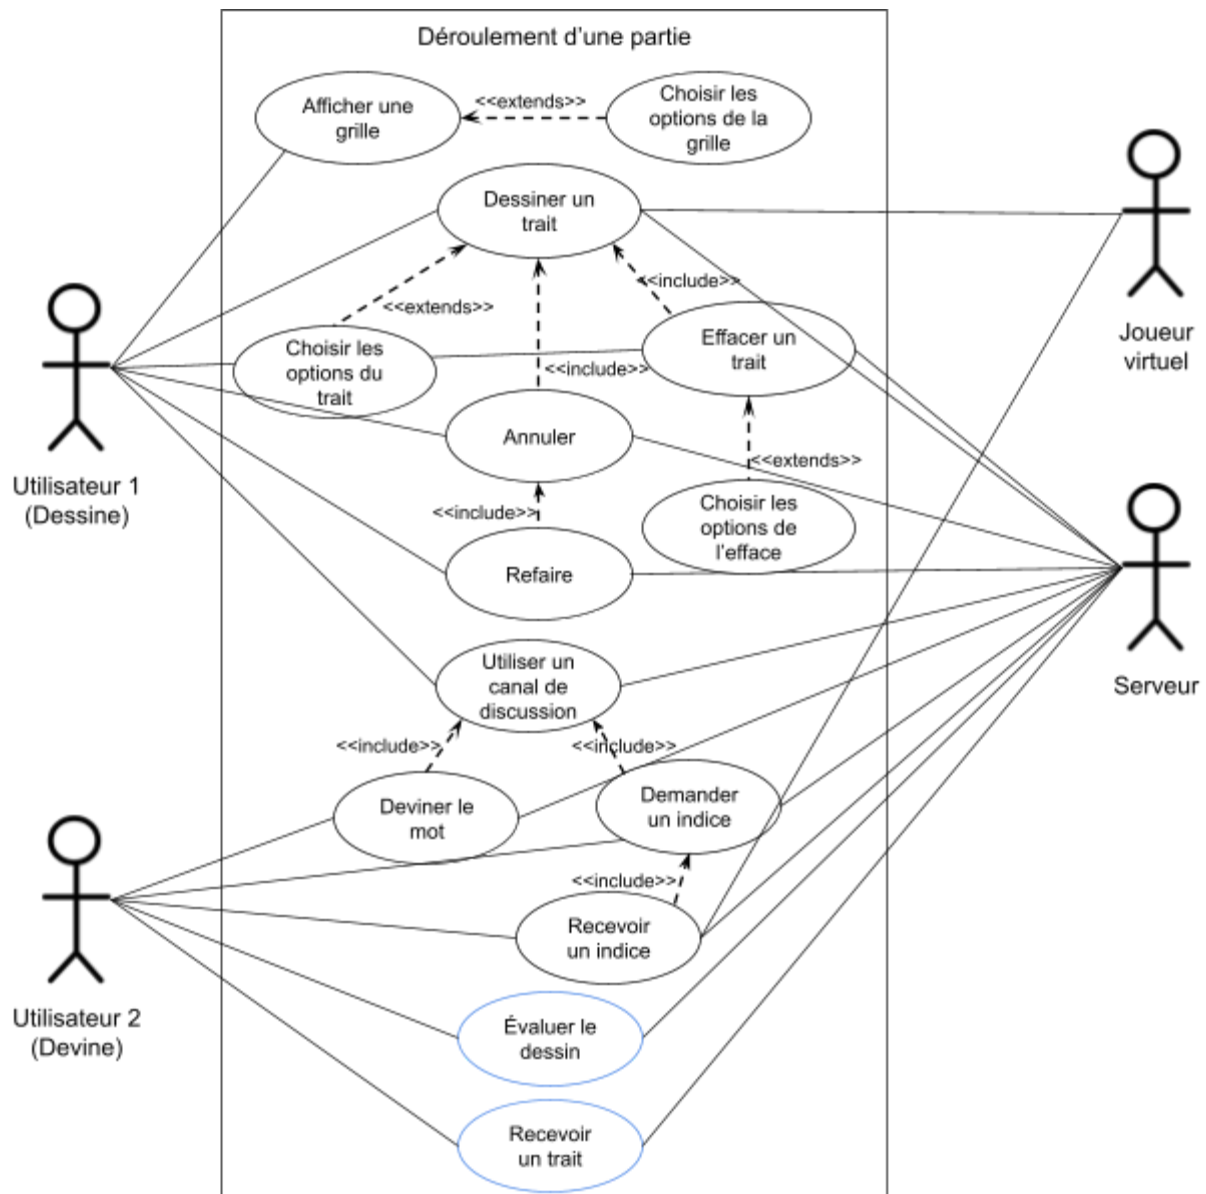 Déroulement d'une partie
Afficher une
grille
<<extends>>
Choisir les
options de la
grille
Dessiner un
trait
<<extends>>
<<include>>
Choisir les
options du
trait
Effacer un
trait
<<include>>
Annuler
<<extends>>
<<include>>
Choisir les
options de
l'efface
Refaire
Utiliser un
canal de
discussion
<<include>>
<<include>>
Deviner le
mot
Demander
un indice
<<include>>
Recevoir
un indice
Évaluer le
dessin
Recevoir
un trait
Utilisateur 1
(Dessine)
Utilisateur 2
(Devine)
Joueur
virtuel
Serveur